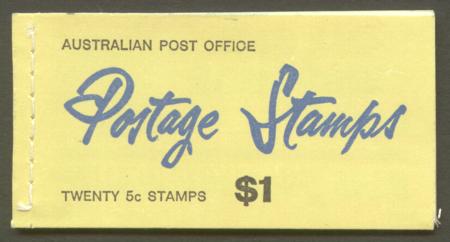 AUSTRALIAN POST OFFICE
Postage Stamps
TWENTY 5c STAMPS $1